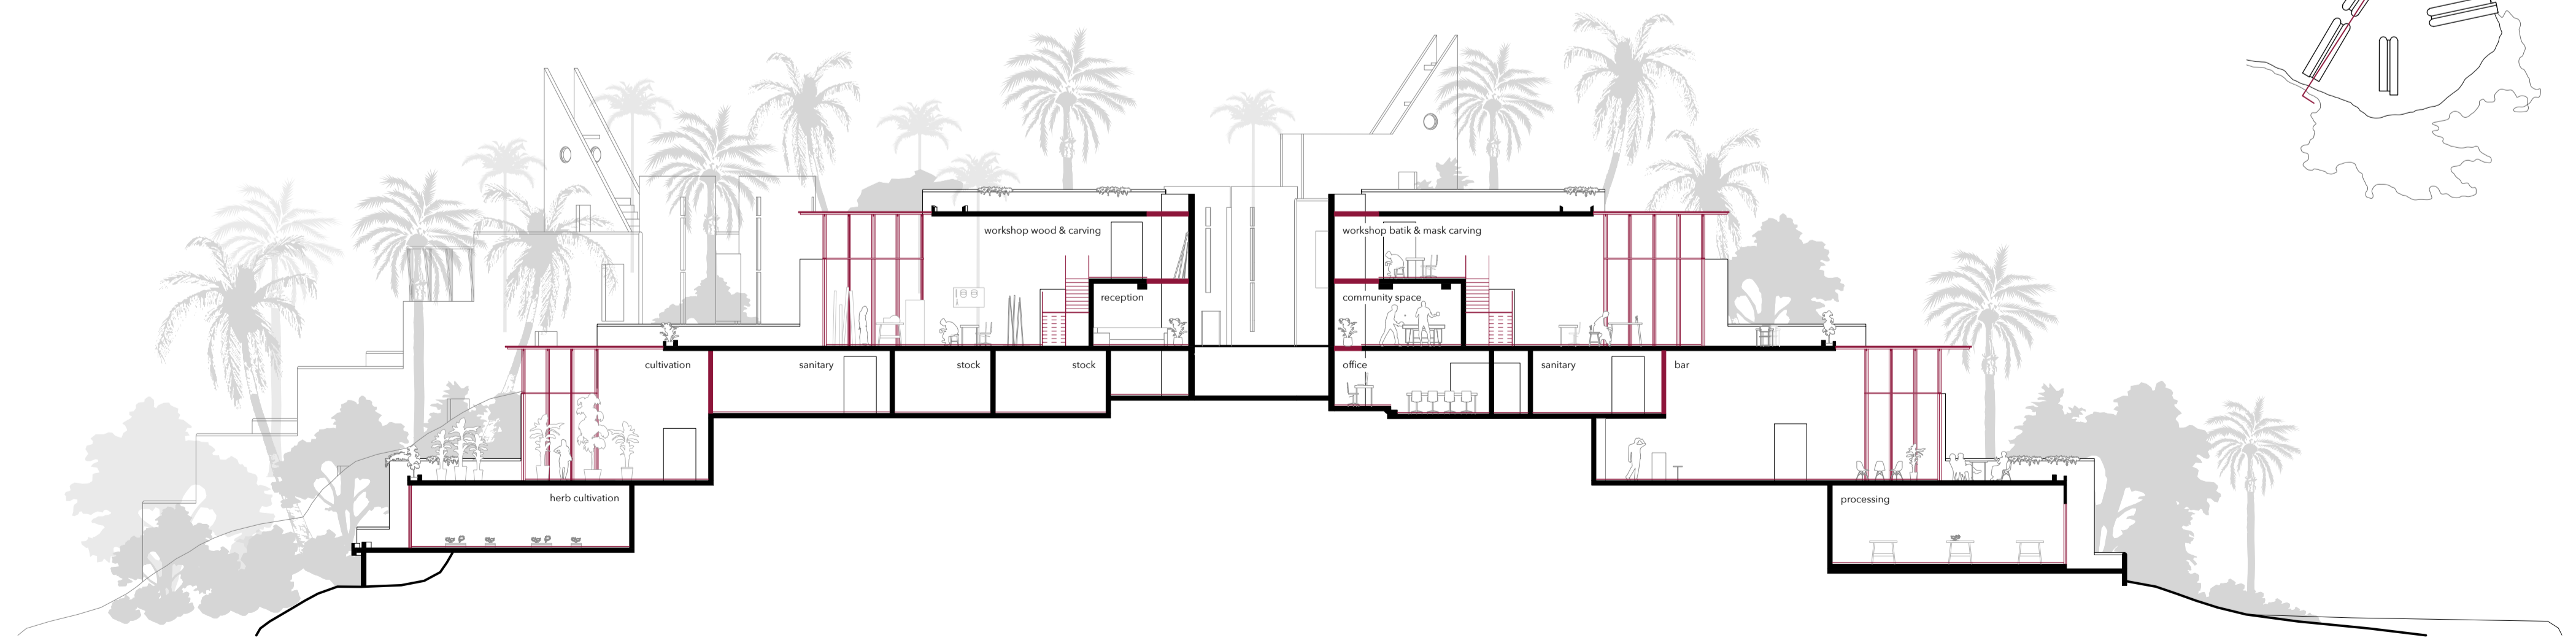 workshop wood & carving
workshop batik & mask carving
reception
community space
cultivation
sanitary
stock
stock
office
sanitary
bar
herb cultivation
processing